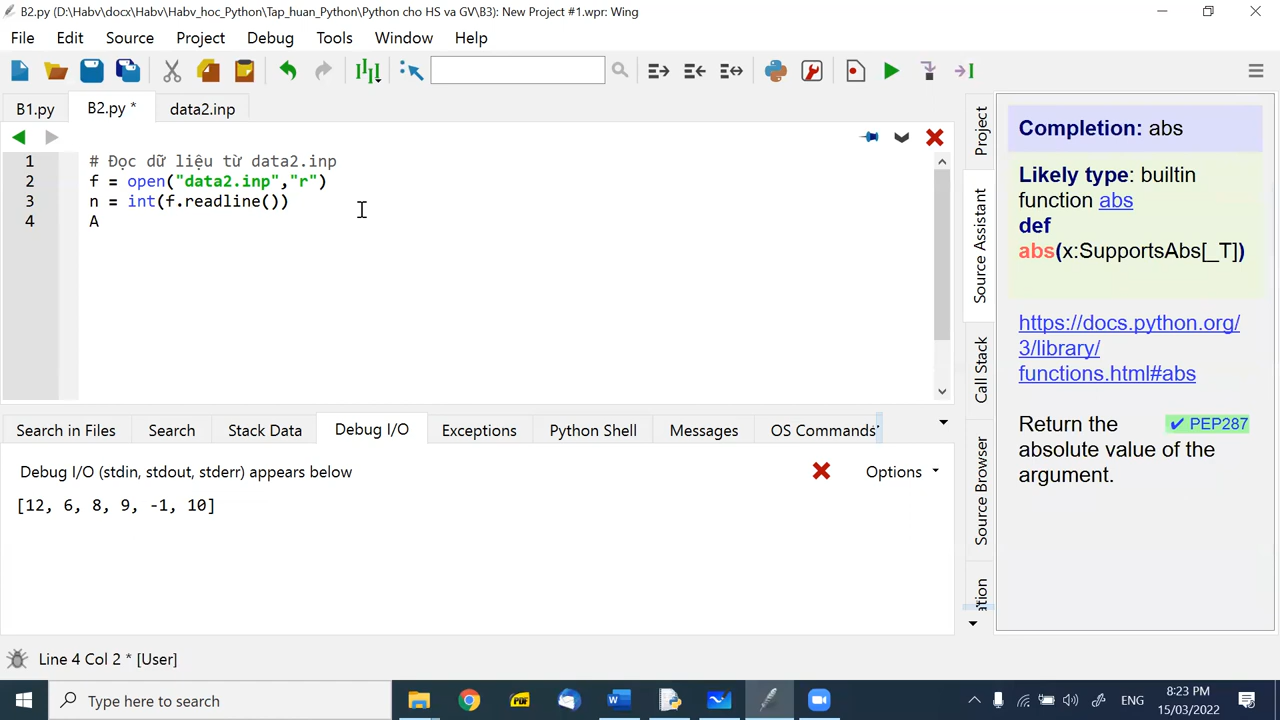 B2.py (D:\Habv\docx\Habv\Habv_hoc_Python\Tap_huan_Python\Python cho HS va GV\B3): New Project #1.wpr: Wing
File Edit Source Project Debug Tools Window Help
B1.py B2.py * data2.inp
1 # Đọc dữ liệu từ data2.inp
2 f = open("data2.inp","r")
3 n = int(f.readline())
4 A
Project
Source Assistant
Call Stack
Source Browser
Completion: abs
Likely type: builtin
function abs
def
abs(x:SupportsAbs[_T])
https://docs.python.org/
3/library/
functions.html#abs
Return the ✔ PEP287
absolute value of the
argument.
Search in Files Search Stack Data Debug I/O Exceptions Python Shell Messages OS Commands
Debug I/O (stdin, stdout, stderr) appears below Options
[12, 6, 8, 9, -1, 10]
Line 4 Col 2 * [User]
Type here to search
PDF
ENG
8:23 PM
15/03/2022